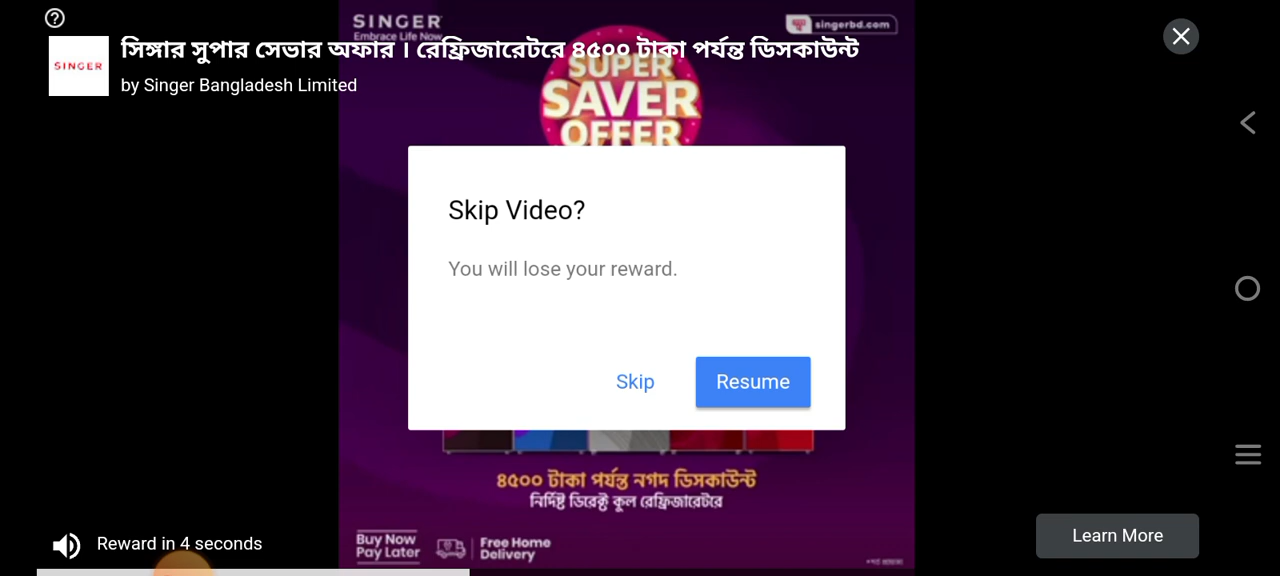 SINGER
Embrace Life Now
singerbd.com
সিঙ্গার সুপার সেভার অফার । রেফ্রিজারেটরে ৪৫০০ টাকা পর্যন্ত ডিসকাউন্ট
SINGER
by Singer Bangladesh Limited
SUPER
SAVER
OFFER
Skip Video?
You will lose your reward.
Skip
Resume
৪৫০০ টাকা পর্যন্ত নগদ ডিসকাউন্ট
নির্দিষ্ট ডিরেক্ট কুল রেফ্রিজারেটরে
Buy Now
Pay Later
Free Home
Delivery
Reward in 4 seconds
Learn More